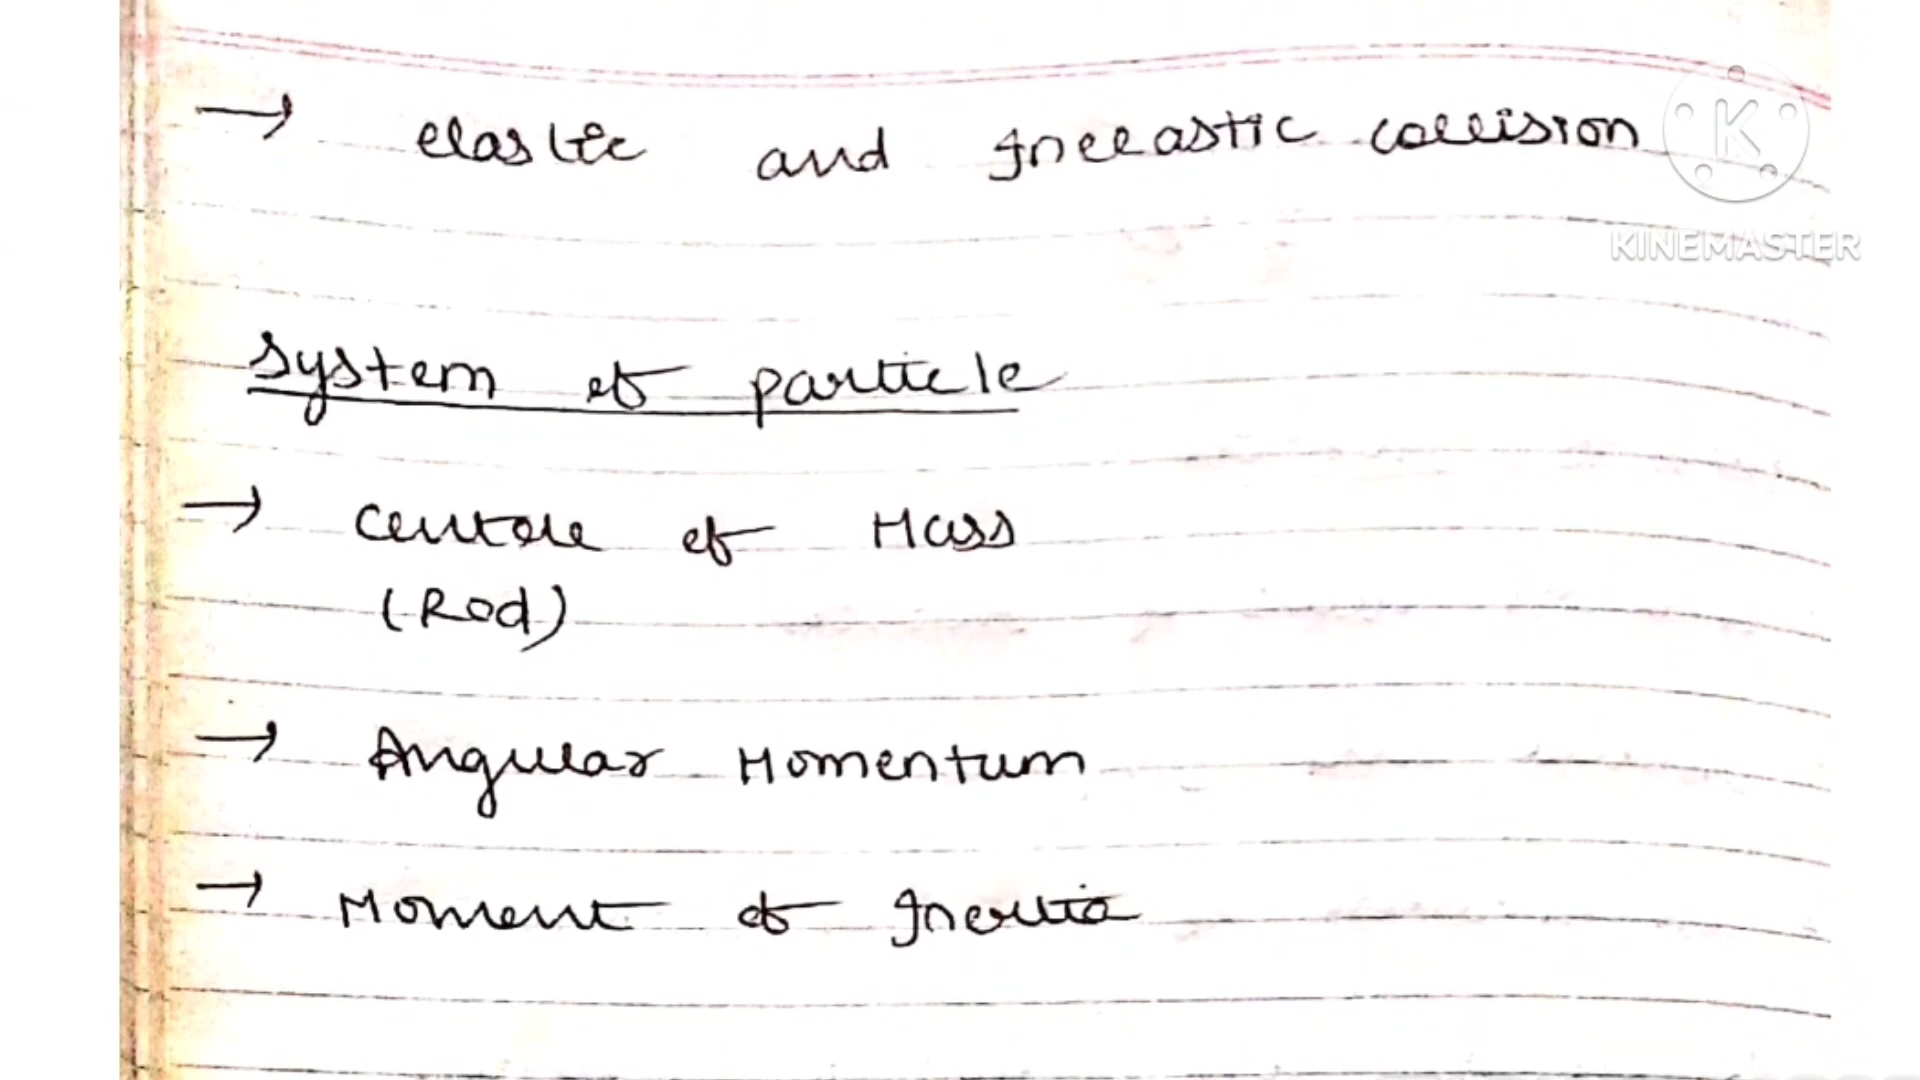 → elastic and Inelastic collision
KINEMASTER
System of particle
→ Centre of Mass
(Rod)
→ Angular Momentum
→ Moment of Inertia